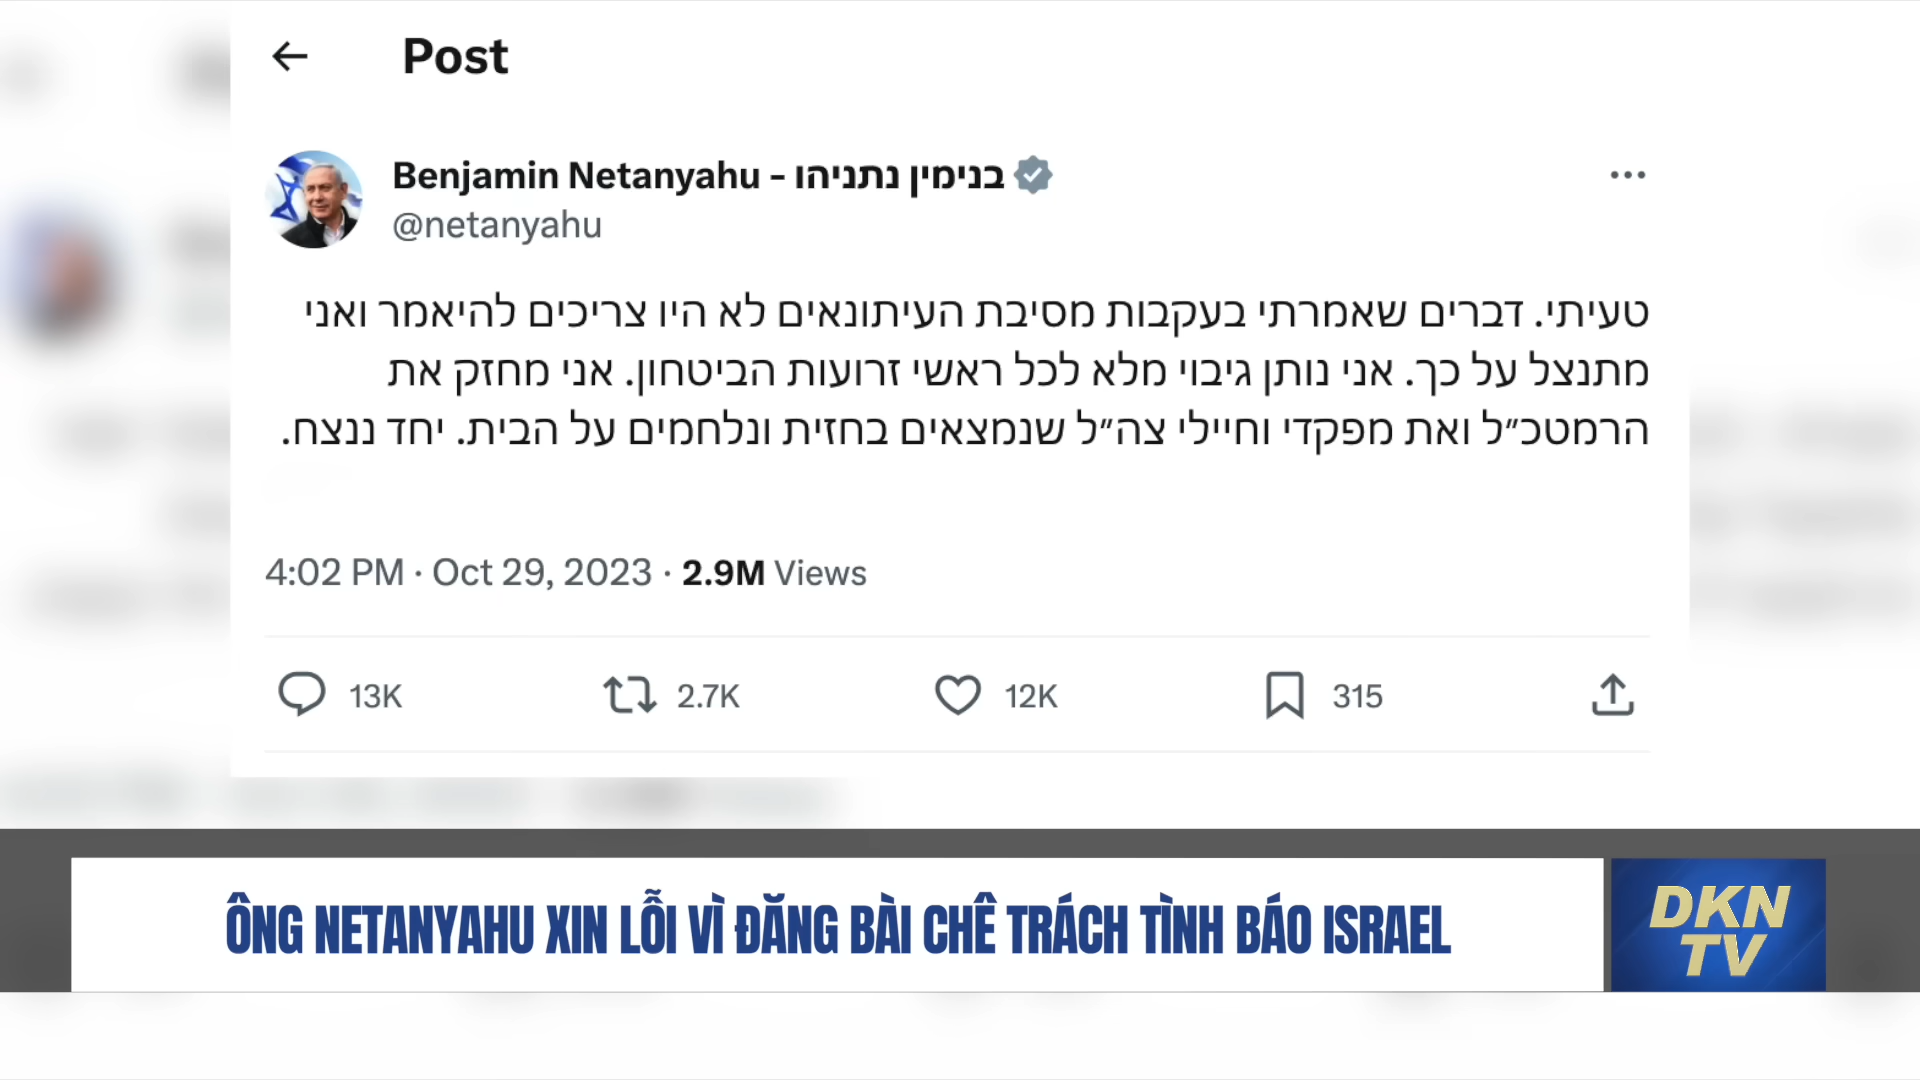 Post
Benjamin Netanyahu - בנימין נתניהו
@netanyahu
טעיתי. דברים שאמרתי בעקבות מסיבת העיתונאים לא היו צריכים להיאמר ואני
מתנצל על כך. אני נותן גיבוי מלא לכל ראשי זרועות הביטחון. אני מחזק את
הרמטכ״ל ואת מפקדי וחיילי צה״ל שנמצאים בחזית ונלחמים על הבית. יחד ננצח.
4:02 PM · Oct 29, 2023 · 2.9M Views
13K 2.7K 12K 315
ÔNG NETANYAHU XIN LỖI VÌ ĐĂNG BÀI CHÊ TRÁCH TÌNH BÁO ISRAEL
DKN
TV